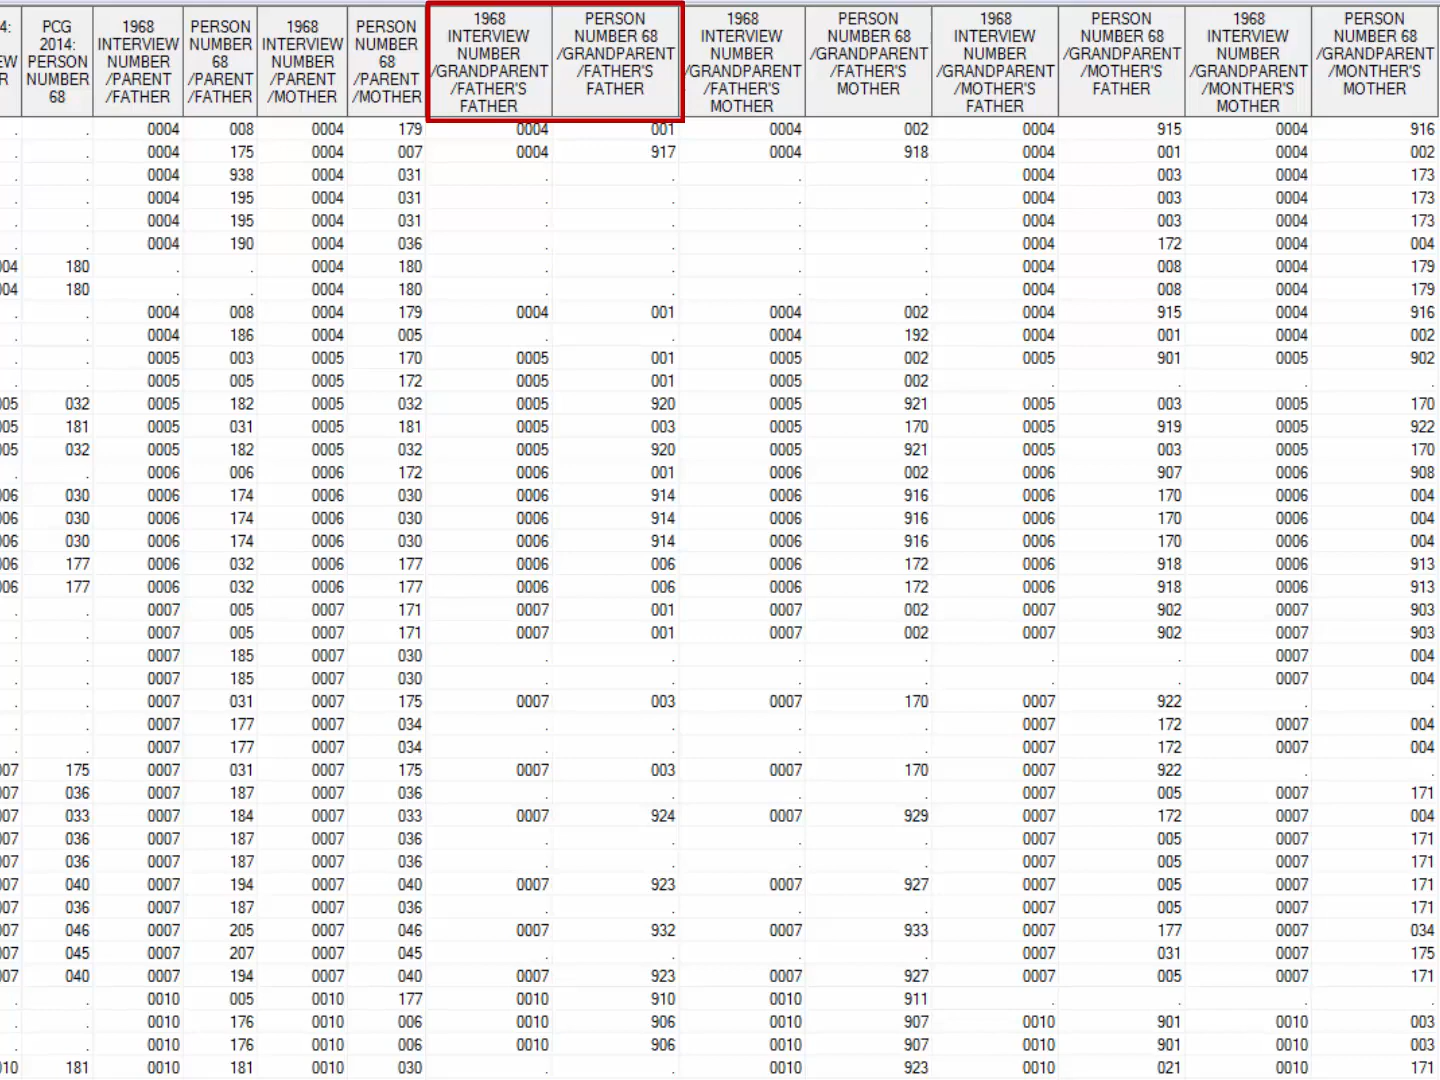 4: PCG 1968 PERSON 1968 PERSON 1968 PERSON 1968 PERSON 1968 PERSON 1968 PERSON
2014: INTERVIEW NUMBER INTERVIEW NUMBER INTERVIEW NUMBER 68 INTERVIEW NUMBER 68 INTERVIEW NUMBER 68 INTERVIEW NUMBER 68
EW PERSON NUMBER 68 NUMBER 68 NUMBER /GRANDPARENT NUMBER /GRANDPARENT NUMBER /GRANDPARENT NUMBER /GRANDPARENT
R NUMBER /PARENT /PARENT /PARENT /PARENT /GRANDPARENT /FATHER'S /GRANDPARENT /FATHER'S /GRANDPARENT /MOTHER'S /GRANDPARENT /MONTHER'S
68 /FATHER /FATHER /MOTHER /MOTHER /FATHER'S FATHER /FATHER'S MOTHER /MOTHER'S FATHER /MONTHER'S MOTHER
FATHER MOTHER FATHER MOTHER
. . 0004 008 0004 179 0004 001 0004 002 0004 915 0004 916
. . 0004 175 0004 007 0004 917 0004 918 0004 001 0004 002
. . 0004 938 0004 031 . . . . 0004 003 0004 173
. . 0004 195 0004 031 . . . . 0004 003 0004 173
. . 0004 195 0004 031 . . . . 0004 003 0004 173
. . 0004 190 0004 036 . . . . 0004 172 0004 004
004 180 . . 0004 180 . . . . 0004 008 0004 179
004 180 . . 0004 180 . . . . 0004 008 0004 179
. . 0004 008 0004 179 0004 001 0004 002 0004 915 0004 916
. . 0004 186 0004 005 . . 0004 192 0004 001 0004 002
. . 0005 003 0005 170 0005 001 0005 002 0005 901 0005 902
. . 0005 005 0005 172 0005 001 0005 002 . . . .
005 032 0005 182 0005 032 0005 920 0005 921 0005 003 0005 170
005 181 0005 031 0005 181 0005 003 0005 170 0005 919 0005 922
005 032 0005 182 0005 032 0005 920 0005 921 0005 003 0005 170
. . 0006 006 0006 172 0006 001 0006 002 0006 907 0006 908
006 030 0006 174 0006 030 0006 914 0006 916 0006 170 0006 004
006 030 0006 174 0006 030 0006 914 0006 916 0006 170 0006 004
006 030 0006 174 0006 030 0006 914 0006 916 0006 170 0006 004
006 177 0006 032 0006 177 0006 006 0006 172 0006 918 0006 913
006 177 0006 032 0006 177 0006 006 0006 172 0006 918 0006 913
. . 0007 005 0007 171 0007 001 0007 002 0007 902 0007 903
. . 0007 005 0007 171 0007 001 0007 002 0007 902 0007 903
. . 0007 185 0007 030 . . . . . . 0007 004
. . 0007 185 0007 030 . . . . . . 0007 004
. . 0007 031 0007 175 0007 003 0007 170 0007 922 . .
. . 0007 177 0007 034 . . . . 0007 172 0007 004
. . 0007 177 0007 034 . . . . 0007 172 0007 004
007 175 0007 031 0007 175 0007 003 0007 170 0007 922 . .
007 036 0007 187 0007 036 . . . . 0007 005 0007 171
007 033 0007 184 0007 033 0007 924 0007 929 0007 172 0007 004
007 036 0007 187 0007 036 . . . . 0007 005 0007 171
007 036 0007 187 0007 036 . . . . 0007 005 0007 171
007 040 0007 194 0007 040 0007 923 0007 927 0007 005 0007 171
007 036 0007 187 0007 036 . . . . 0007 005 0007 171
007 046 0007 205 0007 046 0007 932 0007 933 0007 177 0007 034
007 045 0007 207 0007 045 . . . . 0007 031 0007 175
007 040 0007 194 0007 040 0007 923 0007 927 0007 005 0007 171
. . 0010 005 0010 177 0010 910 0010 911 . . . .
. . 0010 176 0010 006 0010 906 0010 907 0010 901 0010 003
. . 0010 176 0010 006 0010 906 0010 907 0010 901 0010 003
010 181 0010 181 0010 030 . . 0010 923 0010 021 0010 171